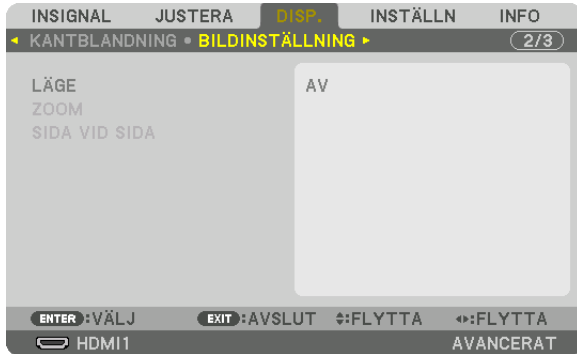 INSIGNAL JUSTERA DISP. INSTÄLLN INFO
KANTBLANDNING • BILDINSTÄLLNING 2/3
LÄGE AV
ZOOM
SIDA VID SIDA
ENTER :VÄLJ EXIT :AVSLUT :FLYTTA :FLYTTA
HDMI1 AVANCERAT